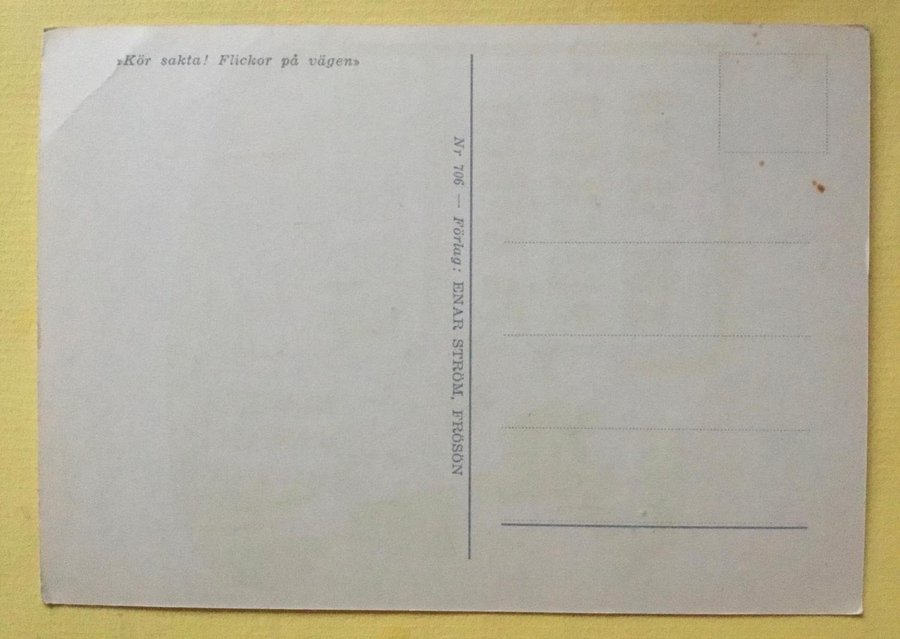 »Kör sakta! Flickor på vägen»
Nr 706 — Förlag: ENAR STRÖM, FRÖSÖN